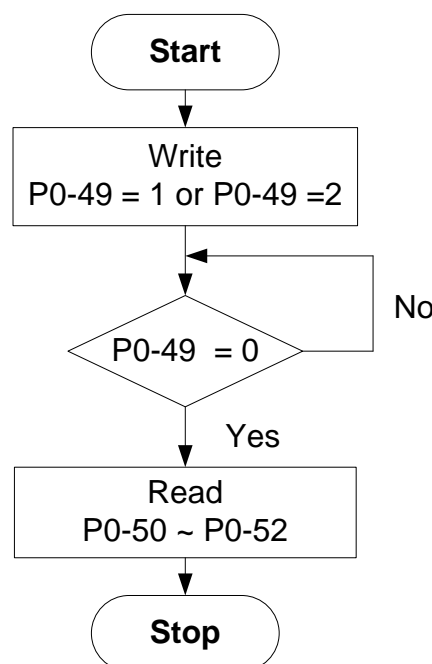 Start
Write
P0-49 = 1 or P0-49 =2
No
P0-49 = 0
Yes
Read
P0-50 ~ P0-52
Stop